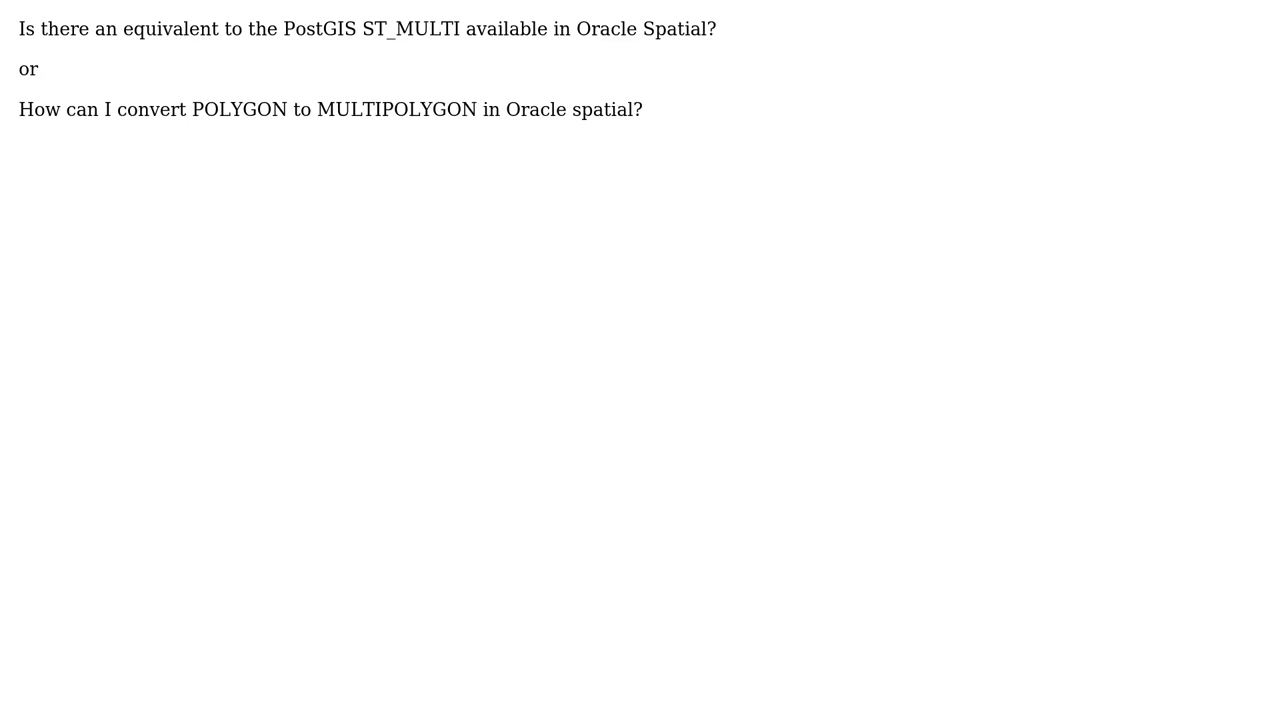 Is there an equivalent to the PostGIS ST_MULTI available in Oracle Spatial?
or
How can I convert POLYGON to MULTIPOLYGON in Oracle spatial?